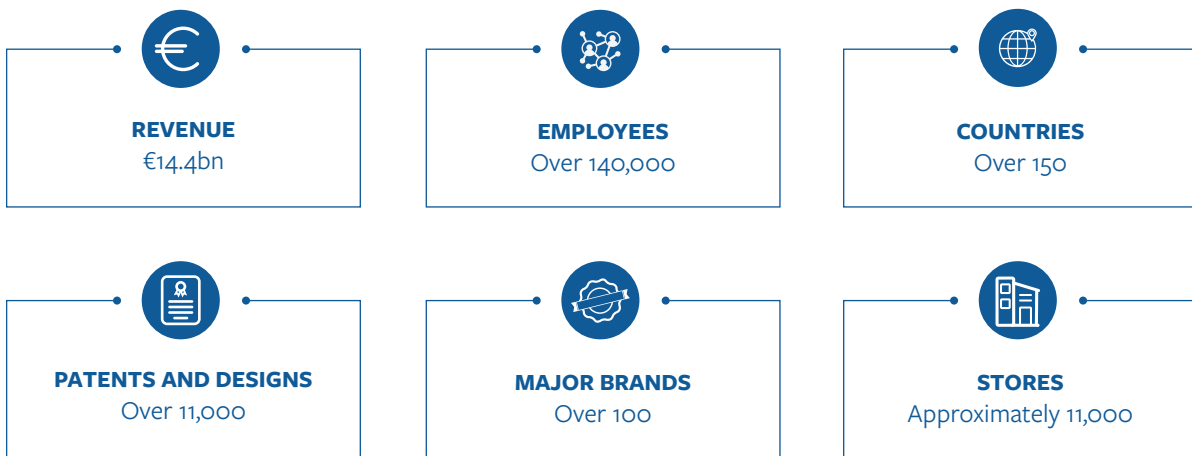 REVENUE
€14.4bn
EMPLOYEES
Over 140,000
COUNTRIES
Over 150
PATENTS AND DESIGNS
Over 11,000
MAJOR BRANDS
Over 100
STORES
Approximately 11,000